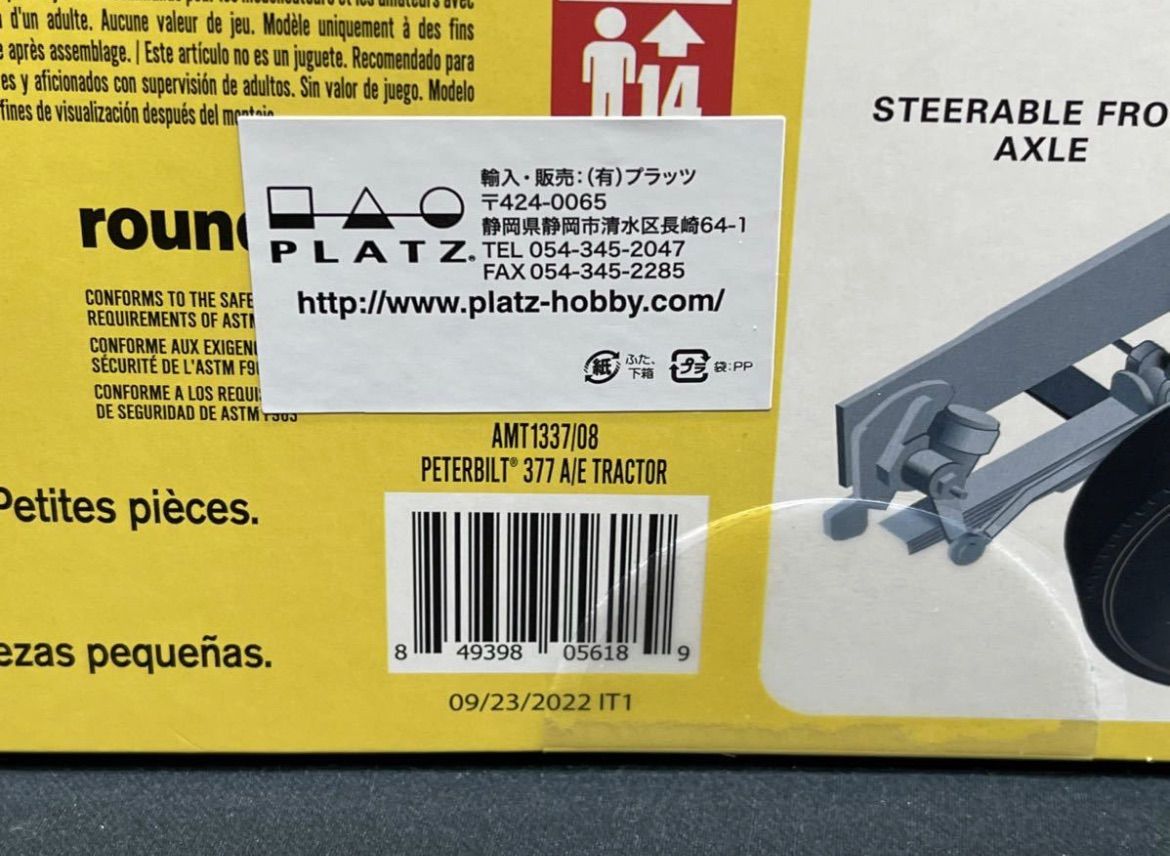 d'un adulte. Aucune valeur de jeu. Modèle uniquement à des fins
après assemblage. | Este artículo no es un juguete. Recomendado para
es y aficionados con supervisión de adultos. Sin valor de juego. Modelo
fines de visualización después del montaje
14
STEERABLE FRO
AXLE
輸入・販売:(有)プラッツ
〒424-0065
静岡県静岡市清水区長崎64-1
PLATZ®
TEL 054-345-2047
FAX 054-345-2285
http://www.platz-hobby.com/
紙 ふた、
下箱
プラ 袋:PP
roun
CONFORMS TO THE SAFE
REQUIREMENTS OF ASTM
CONFORME AUX EXIGEN
SÉCURITÉ DE L'ASTM F9
CONFORME A LOS REQUI
DE SEGURIDAD DE ASTM F963
AMT1337/08
PETERBILT® 377 A/E TRACTOR
Petites pièces.
ezas pequeñas.
8 49398 05618 9
09/23/2022 IT1